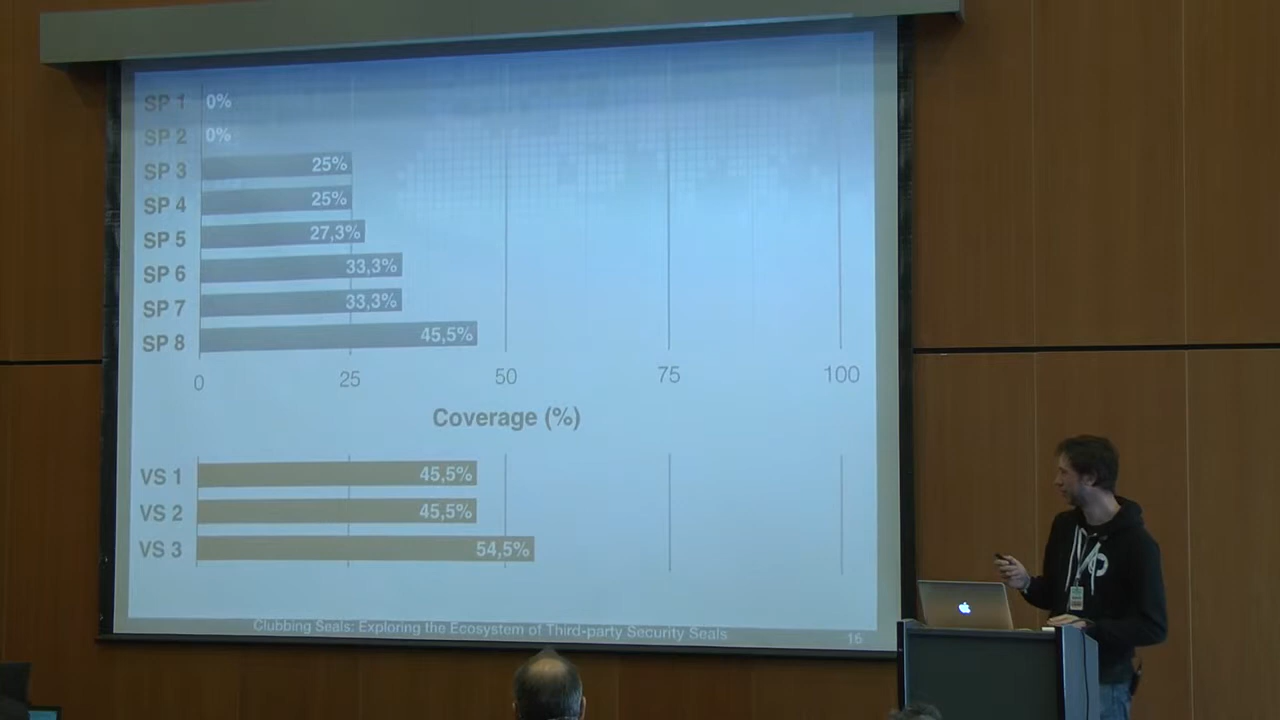 SP 1 0%
SP 2 0%
SP 3 25%
SP 4 25%
SP 5 27,3%
SP 6 33,3%
SP 7 33,3%
SP 8 45,5%
0 25 50 75 100
Coverage (%)
VS 1 45,5%
VS 2 45,5%
VS 3 54,5%
Clubbing Seals: Exploring the Ecosystem of Third-party Security Seals 16